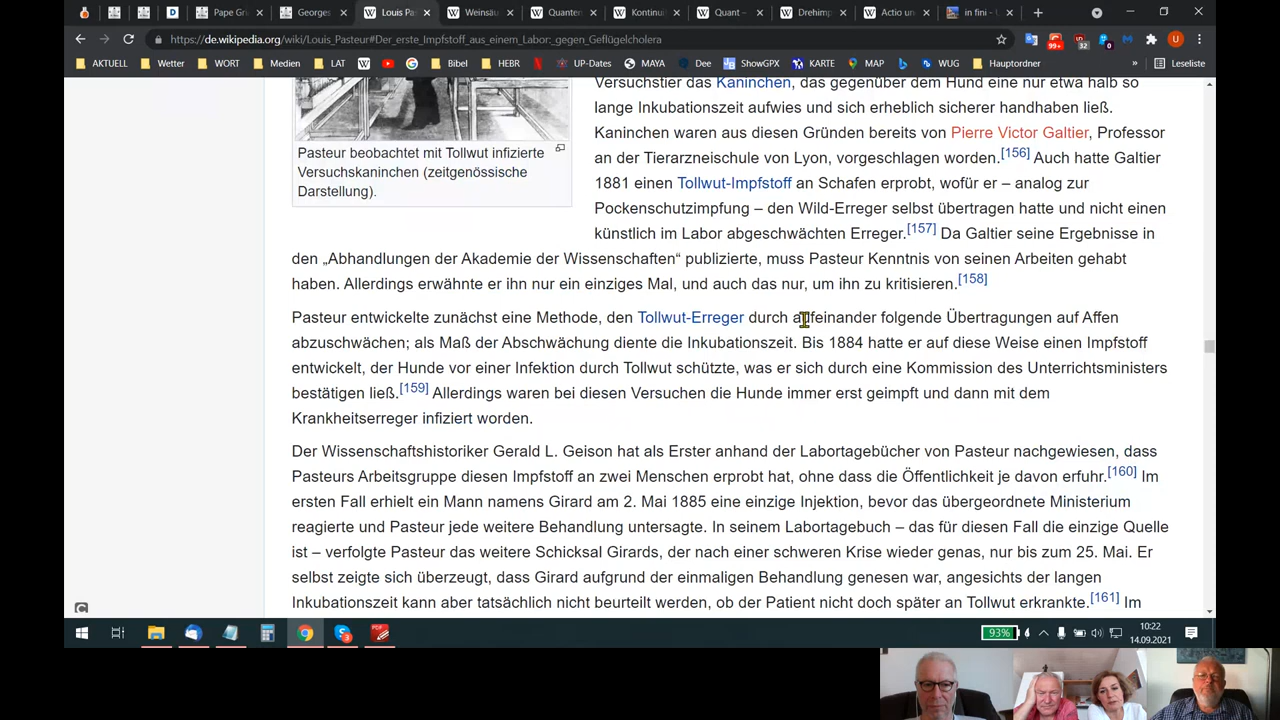 Pape Gr
Georges
Louis Pa
Weinsäu
Quanten
Kontinui
Quant –
Drehimp
Actio un
in fini - U
https://de.wikipedia.org/wiki/Louis_Pasteur#Der_erste_Impfstoff_aus_einem_Labor:_gegen_Geflügelcholera
99+
32
0
U
AKTUELL
Wetter
WORT
Medien
LAT
Bibel
HEBR
UP-Dates
MAYA
Dee
ShowGPX
KARTE
MAP
WUG
Hauptordner
»
Leseliste
Pasteur beobachtet mit Tollwut infizierte
Versuchskaninchen (zeitgenössische
Darstellung).
Versuchstier das Kaninchen, das gegenüber dem Hund eine nur etwa halb so
lange Inkubationszeit aufwies und sich erheblich sicherer handhaben ließ.
Kaninchen waren aus diesen Gründen bereits von Pierre Victor Galtier, Professor
an der Tierarzneischule von Lyon, vorgeschlagen worden.[156] Auch hatte Galtier
1881 einen Tollwut-Impfstoff an Schafen erprobt, wofür er – analog zur
Pockenschutzimpfung – den Wild-Erreger selbst übertragen hatte und nicht einen
künstlich im Labor abgeschwächten Erreger.[157] Da Galtier seine Ergebnisse in
den „Abhandlungen der Akademie der Wissenschaften“ publizierte, muss Pasteur Kenntnis von seinen Arbeiten gehabt
haben. Allerdings erwähnte er ihn nur ein einziges Mal, und auch das nur, um ihn zu kritisieren.[158]
Pasteur entwickelte zunächst eine Methode, den Tollwut-Erreger durch aufeinander folgende Übertragungen auf Affen
abzuschwächen; als Maß der Abschwächung diente die Inkubationszeit. Bis 1884 hatte er auf diese Weise einen Impfstoff
entwickelt, der Hunde vor einer Infektion durch Tollwut schützte, was er sich durch eine Kommission des Unterrichtsministers
bestätigen ließ.[159] Allerdings waren bei diesen Versuchen die Hunde immer erst geimpft und dann mit dem
Krankheitserreger infiziert worden.
Der Wissenschaftshistoriker Gerald L. Geison hat als Erster anhand der Labortagebücher von Pasteur nachgewiesen, dass
Pasteurs Arbeitsgruppe diesen Impfstoff an zwei Menschen erprobt hat, ohne dass die Öffentlichkeit je davon erfuhr.[160] Im
ersten Fall erhielt ein Mann namens Girard am 2. Mai 1885 eine einzige Injektion, bevor das übergeordnete Ministerium
reagierte und Pasteur jede weitere Behandlung untersagte. In seinem Labortagebuch – das für diesen Fall die einzige Quelle
ist – verfolgte Pasteur das weitere Schicksal Girards, der nach einer schweren Krise wieder genas, nur bis zum 25. Mai. Er
selbst zeigte sich überzeugt, dass Girard aufgrund der einmaligen Behandlung genesen war, angesichts der langen
Inkubationszeit kann aber tatsächlich nicht beurteilt werden, ob der Patient nicht doch später an Tollwut erkrankte.[161] Im
93%
10:22
14.09.2021